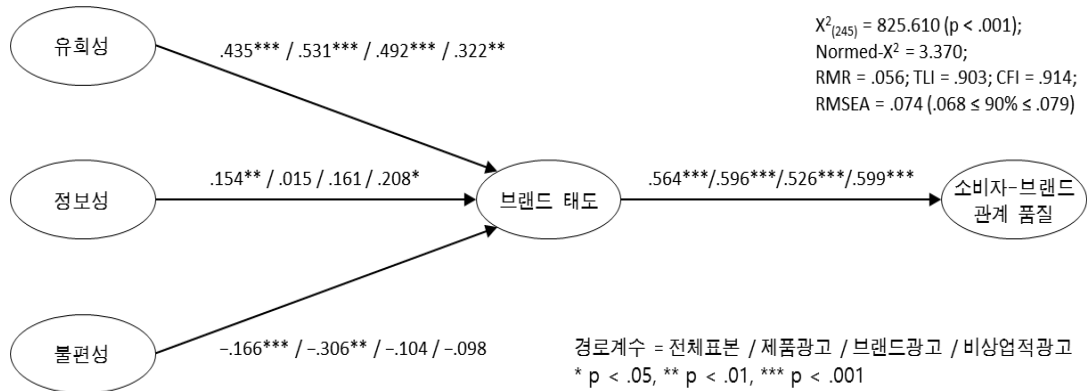 유희성
.435*** / .531*** / .492*** / .322**
X²(245) = 825.610 (p < .001);
Normed-X² = 3.370;
RMR = .056; TLI = .903; CFI = .914;
RMSEA = .074 (.068 ≤ 90% ≤ .079)
정보성
.154** / .015 / .161 / .208*
브랜드 태도
.564***/.596***/.526***/.599***
소비자-브랜드
관계 품질
불편성
−.166*** / −.306** / −.104 / −.098
경로계수 = 전체표본 / 제품광고 / 브랜드광고 / 비상업적광고
* p < .05, ** p < .01, *** p < .001